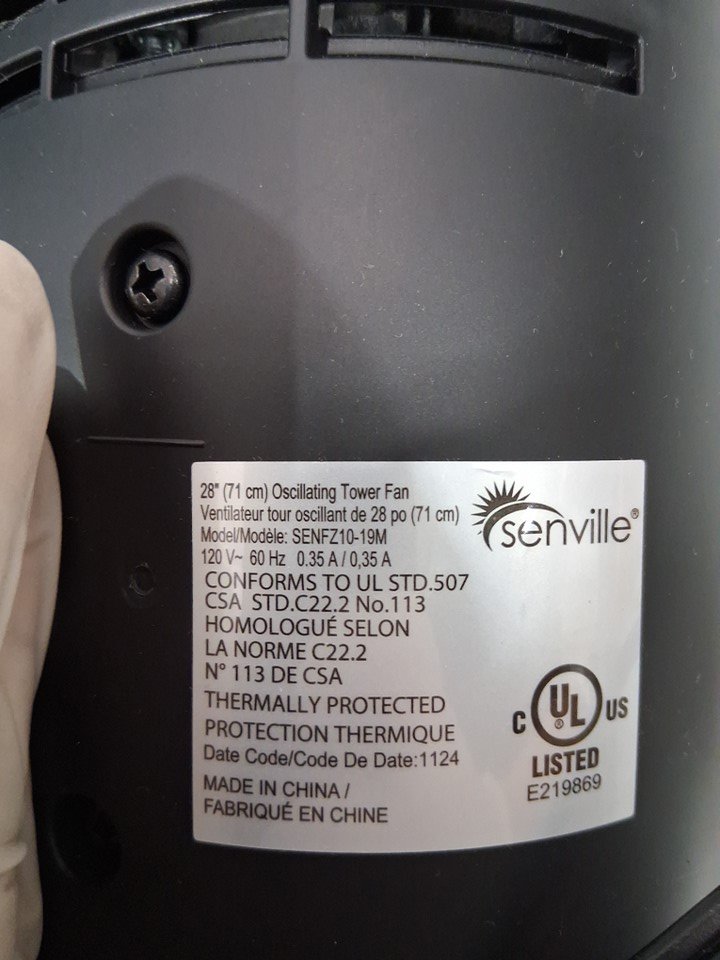 28" (71 cm) Oscillating Tower Fan
Ventilateur tour oscillant de 28 po (71 cm)
Model/Modèle: SENFZ10-19M
120 V~ 60 Hz 0.35 A / 0,35 A
senville®
CONFORMS TO UL STD.507
CSA STD.C22.2 No.113
HOMOLOGUÉ SELON
LA NORME C22.2
N° 113 DE CSA
THERMALLY PROTECTED
PROTECTION THERMIQUE
Date Code/Code De Date:1124
MADE IN CHINA /
FABRIQUÉ EN CHINE
C UL® US
LISTED
E219869